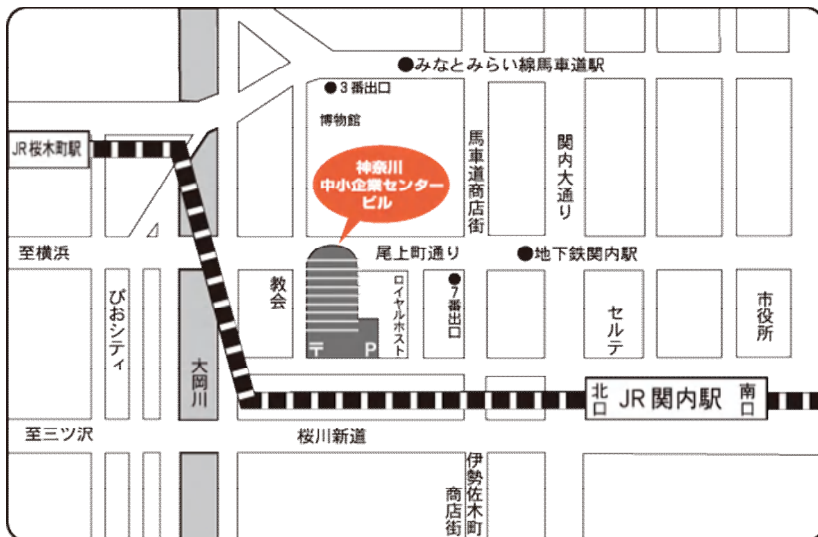 ●みなとみらい線馬車道駅
●3番出口
博物館
JR桜木町駅
神奈川
中小企業センター
ビル
馬車道商店街
関内大通り
至横浜
尾上町通り
●地下鉄関内駅
ぴおシティ
教会
ロイヤルホスト
●7番出口
セルテ
市役所
大岡川
〒
P
北口
JR関内駅
南口
至三ツ沢
桜川新道
伊勢佐木町
商店街